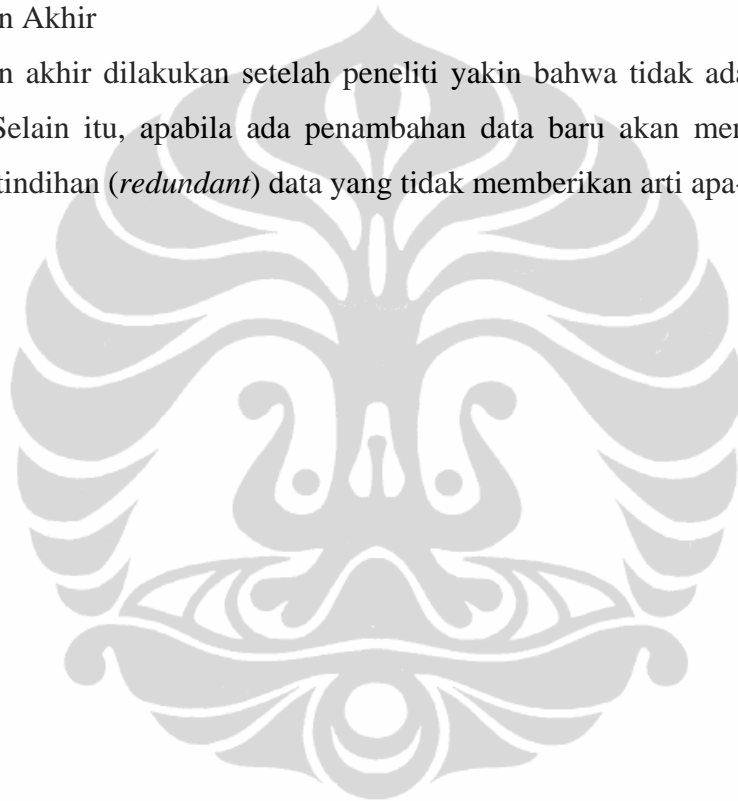 n Akhir
n akhir dilakukan setelah peneliti yakin bahwa tidak ada
Selain itu, apabila ada penambahan data baru akan mer
tindihan (redundant) data yang tidak memberikan arti apa-